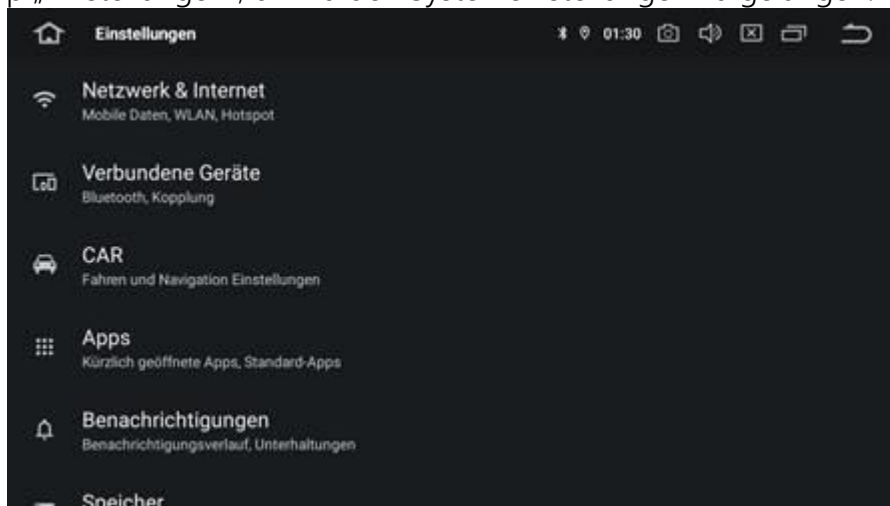 Einstellungen
01:30
Netzwerk & Internet
Mobile Daten, WLAN, Hotspot
Verbundene Geräte
Bluetooth, Kopplung
CAR
Fahren und Navigation Einstellungen
Apps
Kürzlich geöffnete Apps, Standard-Apps
Benachrichtigungen
Benachrichtigungsverlauf, Unterhaltungen
Speicher